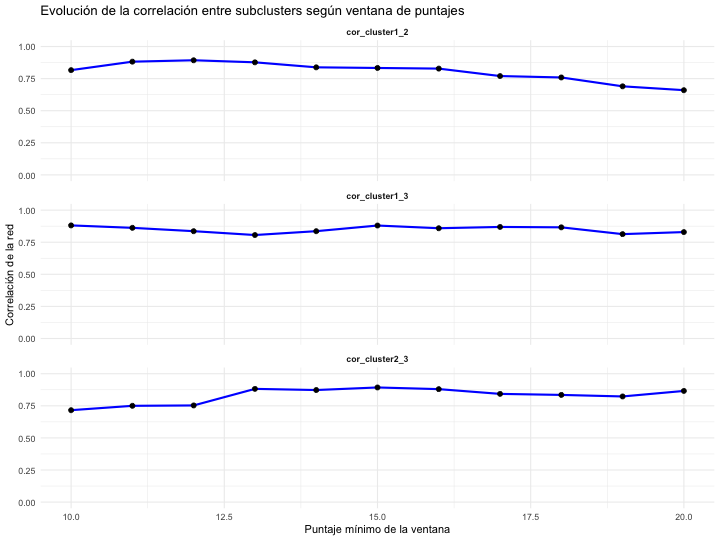 Evolución de la correlación entre subclusters según ventana de puntajes
cor_cluster1_2
1.00
0.75
0.50
0.25
0.00
cor_cluster1_3
1.00
0.75
0.50
0.25
0.00
Correlación de la red
cor_cluster2_3
1.00
0.75
0.50
0.25
0.00
10.0 12.5 15.0 17.5 20.0
Puntaje mínimo de la ventana